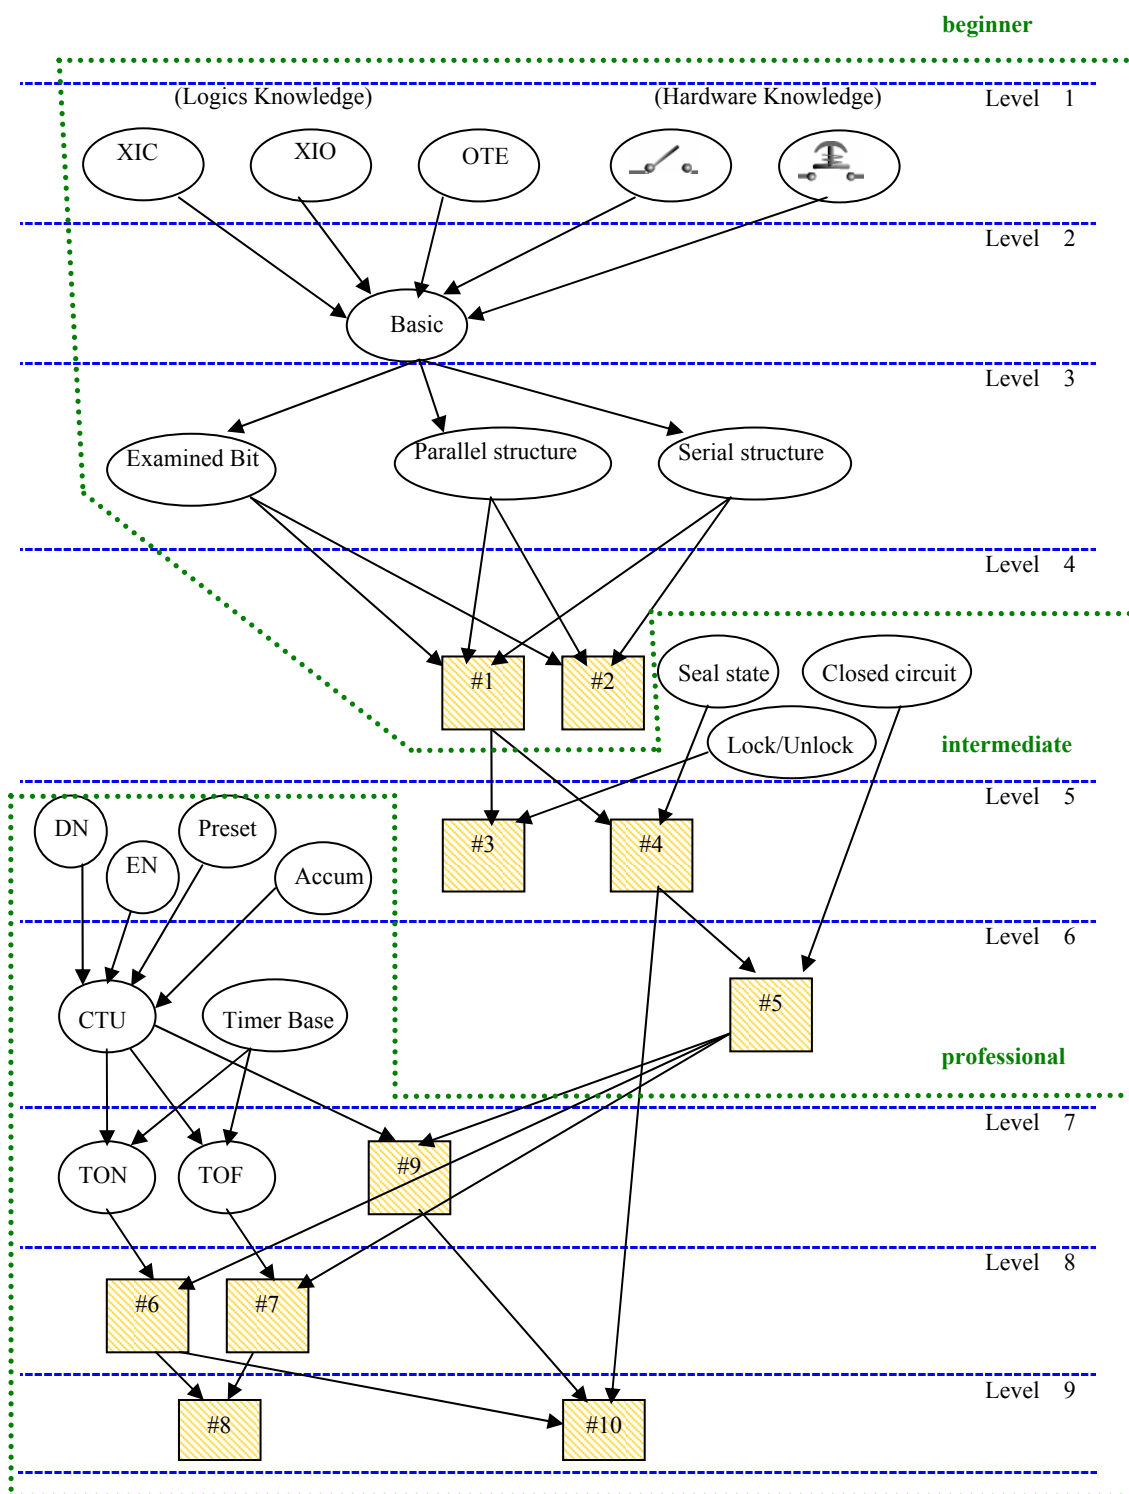 beginner
(Logics Knowledge)
(Hardware Knowledge)
Level 1
XIC
XIO
OTE
Level 2
Basic
Level 3
Examined Bit
Parallel structure
Serial structure
Level 4
#1
#2
Seal state
Closed circuit
Lock/Unlock
intermediate
Level 5
DN
Preset
EN
Accum
#3
#4
Level 6
CTU
Timer Base
#5
professional
Level 7
TON
TOF
#9
Level 8
#6
#7
Level 9
#8
#10